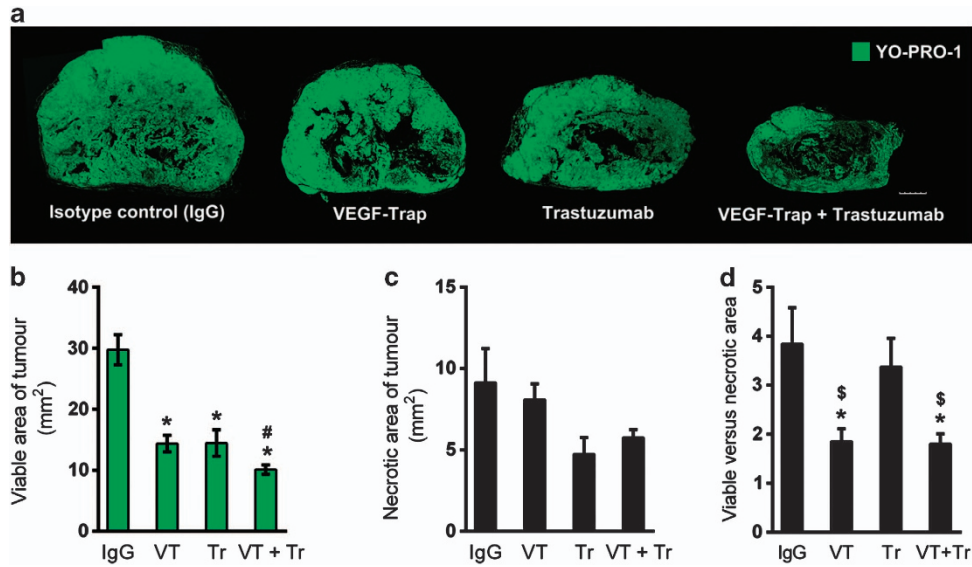 a
YO-PRO-1
Isotype control (IgG)
VEGF-Trap
Trastuzumab
VEGF-Trap + Trastuzumab
b
Viable area of tumour
(mm²)
40
30
20
10
0
*
*
#
*
IgG
VT
Tr
VT + Tr
c
Necrotic area of tumour
(mm²)
15
10
5
0
IgG
VT
Tr
VT + Tr
d
Viable versus necrotic area
5
4
3
2
1
0
$
*
$
*
IgG
VT
Tr
VT+Tr